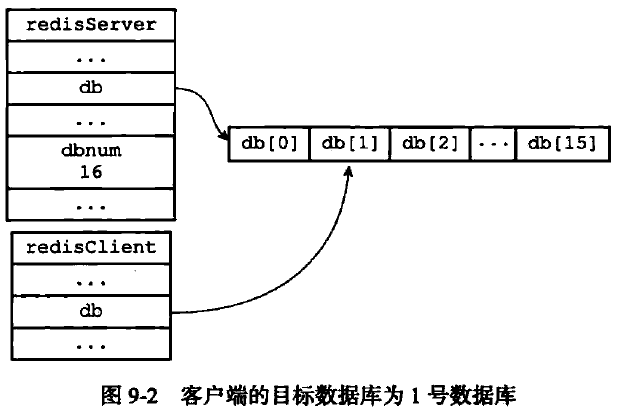 redisServer
...
db
...
dbnum
16
...
db[0] db[1] db[2] ... db[15]
redisClient
...
db
...
图 9-2 客户端的目标数据库为 1 号数据库